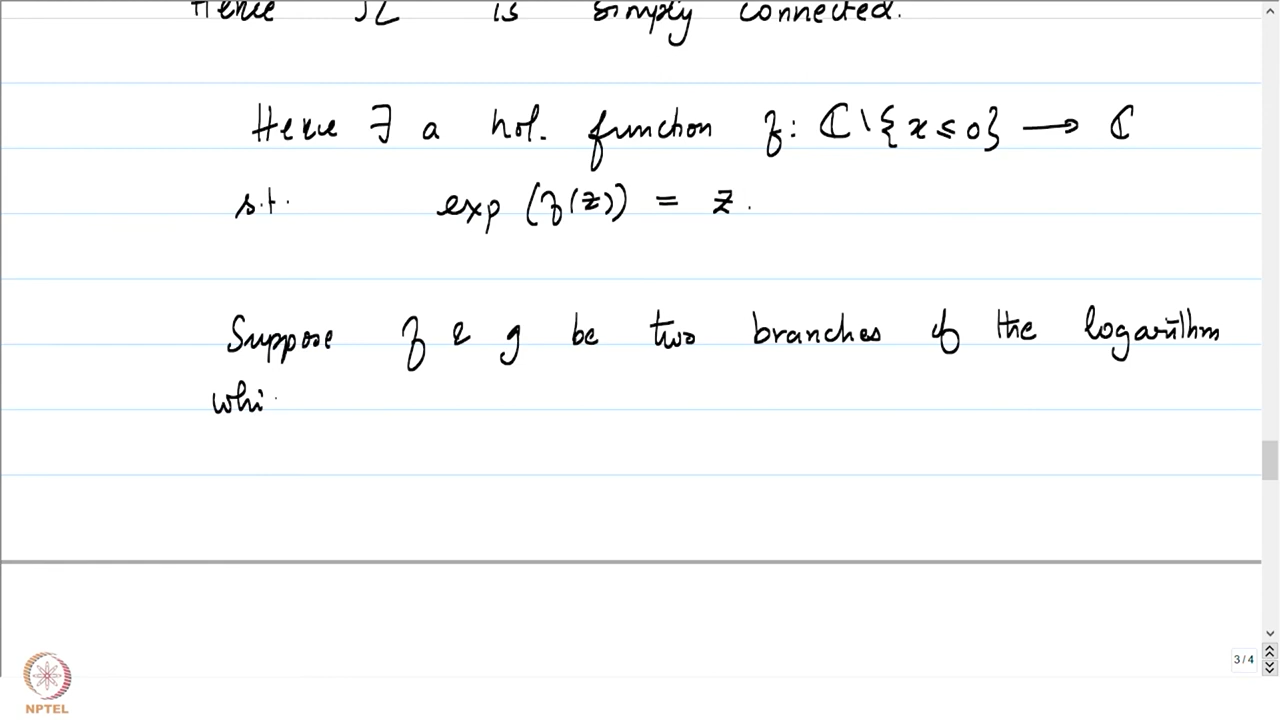 Hence Ω is simply connected.
Hence ∃ a hol. function f: ℂ\{x ≤ 0} ⟶ ℂ
s.t. exp (f(z)) = z.
Suppose f & g be two branches of the logarithm
whi
3 / 4
NPTEL